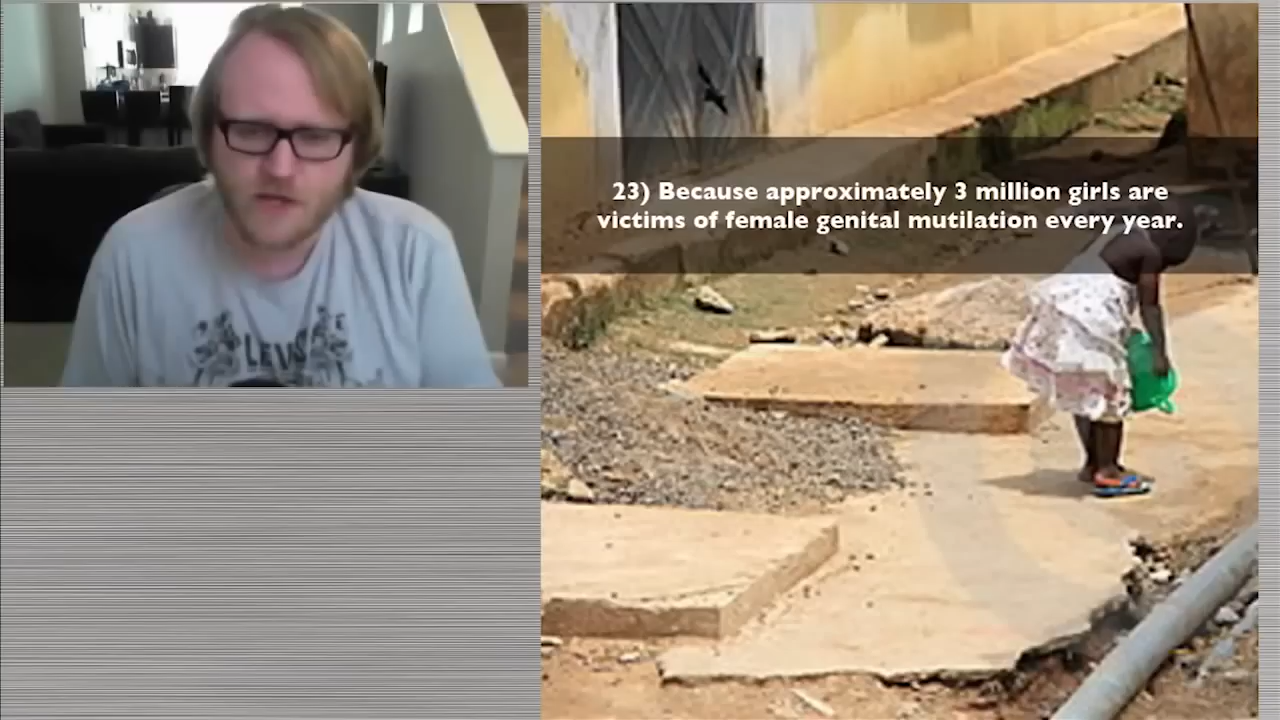 23) Because approximately 3 million girls are
victims of female genital mutilation every year.